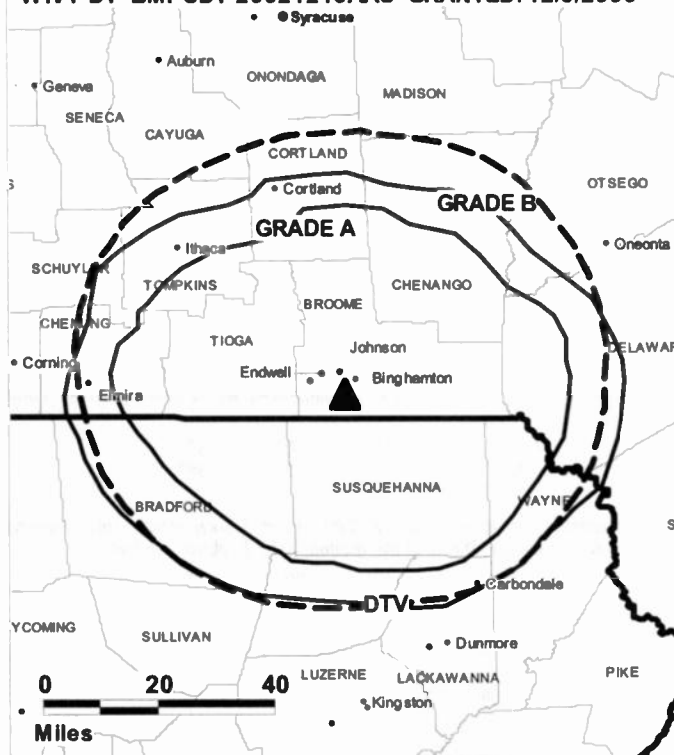 Syracuse
Auburn
ONONDAGA
Geneva
MADISON
SENECA
CAYUGA
CORTLAND
OTSEGO
Cortland
GRADE B
GRADE A
Oneonta
Ithaca
SCHUYLER
TOMPKINS
CHENANGO
BROOME
CHEMUNG
TIOGA
Johnson
DELAWAR
Corning
Endwell
Binghamton
Elmira
SUSQUEHANNA
BRADFORD
WAYNE
S
Carbondale
DTV
YCOMING
SULLIVAN
Dunmore
LUZERNE
LACKAWANNA
PIKE
0 20 40
Kingston
Miles